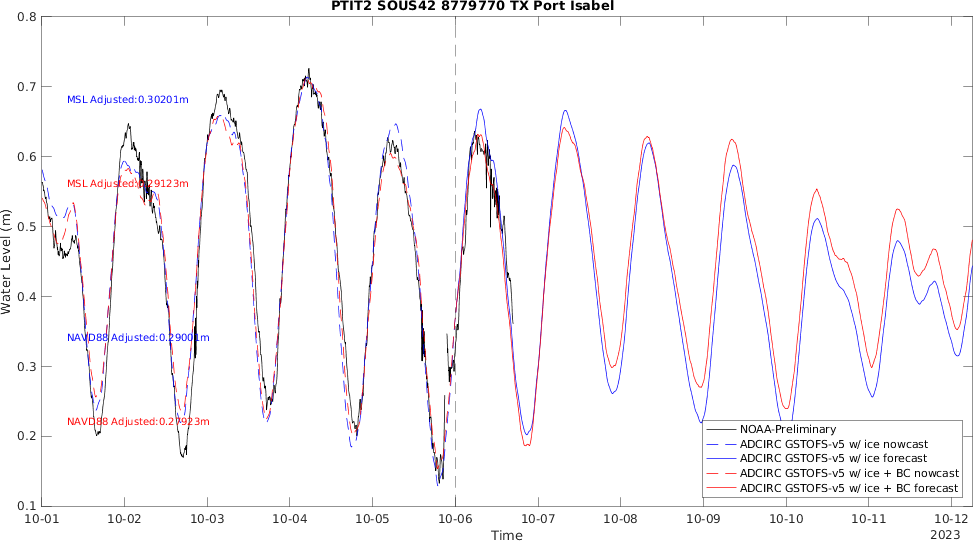 PTIT2 SOUS42 8779770 TX Port Isabel
0.8
0.7
0.6
0.5
0.4
0.3
0.2
0.1
Water Level (m)
MSL Adjusted:0.30201m
MSL Adjusted:0.29123m
NAVD88 Adjusted:0.29001m
NAVD88 Adjusted:0.27923m
NOAA-Preliminary
ADCIRC GSTOFS-v5 w/ ice nowcast
ADCIRC GSTOFS-v5 w/ ice forecast
ADCIRC GSTOFS-v5 w/ ice + BC nowcast
ADCIRC GSTOFS-v5 w/ ice + BC forecast
10-01 10-02 10-03 10-04 10-05 10-06 10-07 10-08 10-09 10-10 10-11 10-12
Time
2023